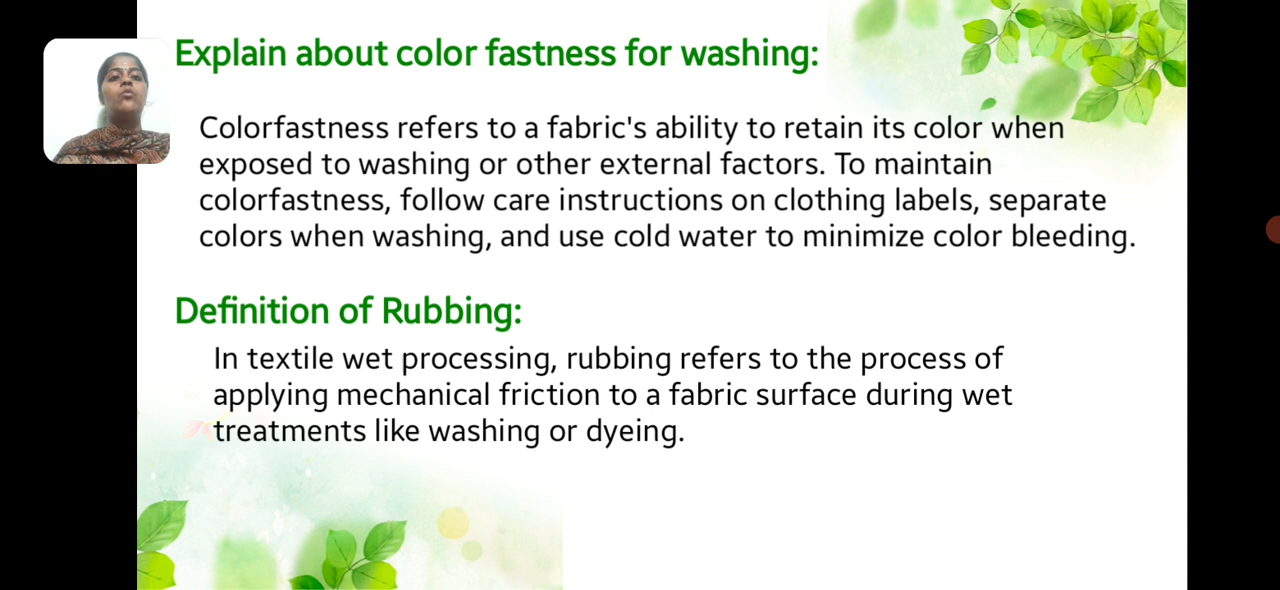 Explain about color fastness for washing:
Colorfastness refers to a fabric's ability to retain its color when
exposed to washing or other external factors. To maintain
colorfastness, follow care instructions on clothing labels, separate
colors when washing, and use cold water to minimize color bleeding.
Definition of Rubbing:
In textile wet processing, rubbing refers to the process of
applying mechanical friction to a fabric surface during wet
treatments like washing or dyeing.